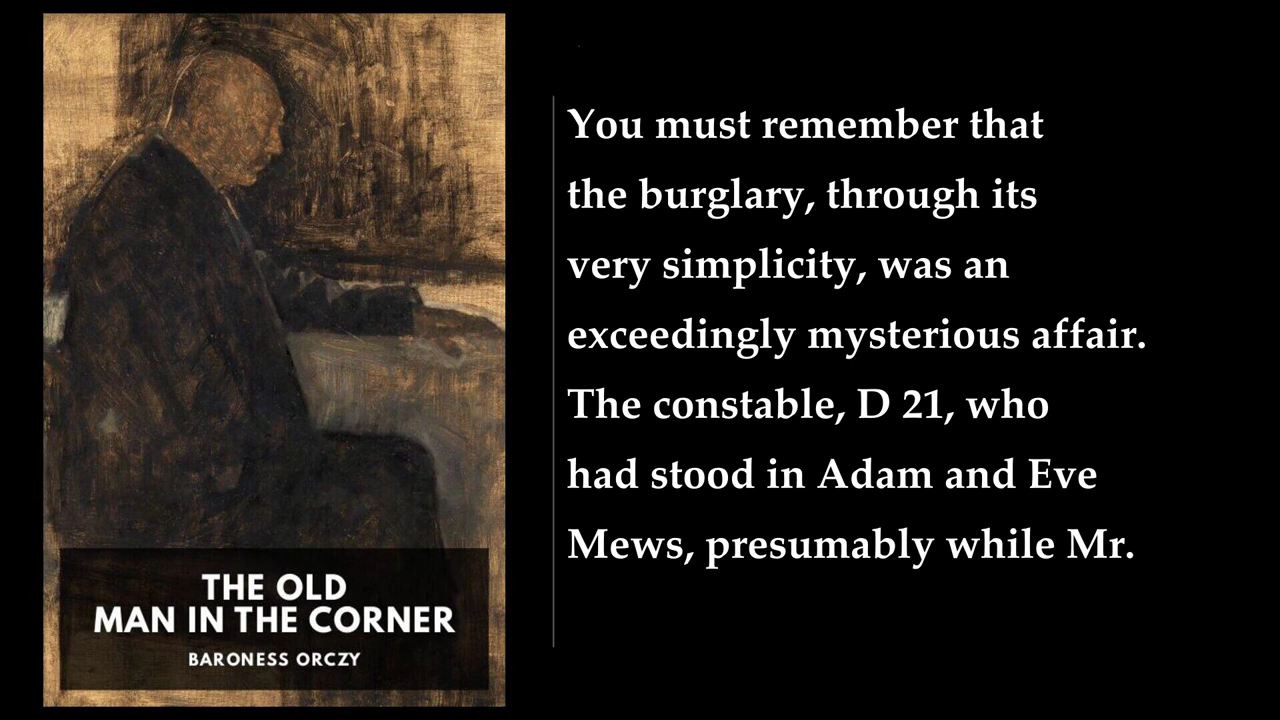 THE OLD
MAN IN THE CORNER
BARONESS ORCZY
You must remember that
the burglary, through its
very simplicity, was an
exceedingly mysterious affair.
The constable, D 21, who
had stood in Adam and Eve
Mews, presumably while Mr.